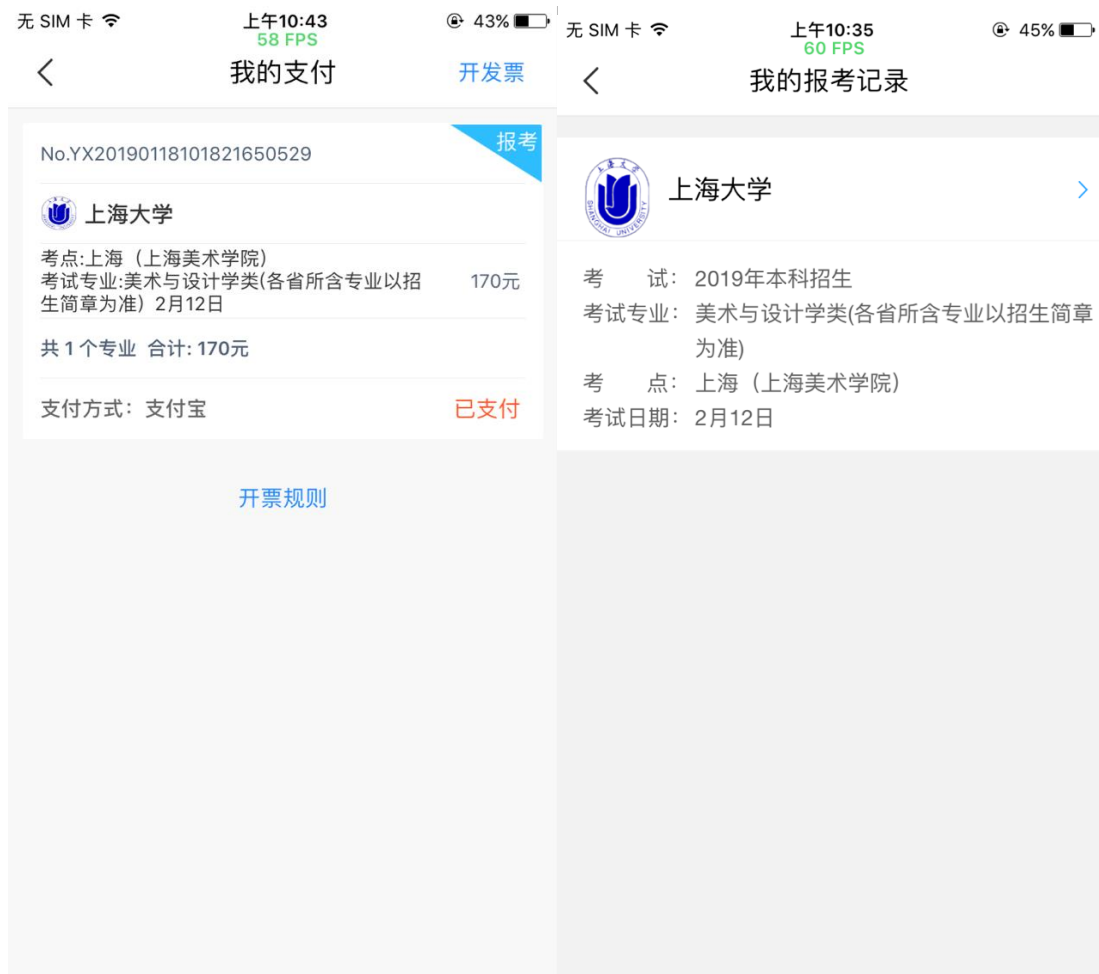 无 SIM 卡
上午10:43
43%
58 FPS
我的支付
开发票
No.YX20190118101821650529
报考
上海大学
考点:上海（上海美术学院）
考试专业:美术与设计学类(各省所含专业以招
生简章为准）2月12日
170元
共 1 个专业 合计: 170元
支付方式：支付宝
已支付
开票规则
无 SIM 卡
上午10:35
45%
60 FPS
我的报考记录
上海大学
SHANGHAI UNIVERSITY
上海大学
考 试： 2019年本科招生
考试专业： 美术与设计学类(各省所含专业以招生简章
为准)
考 点： 上海（上海美术学院）
考试日期： 2月12日